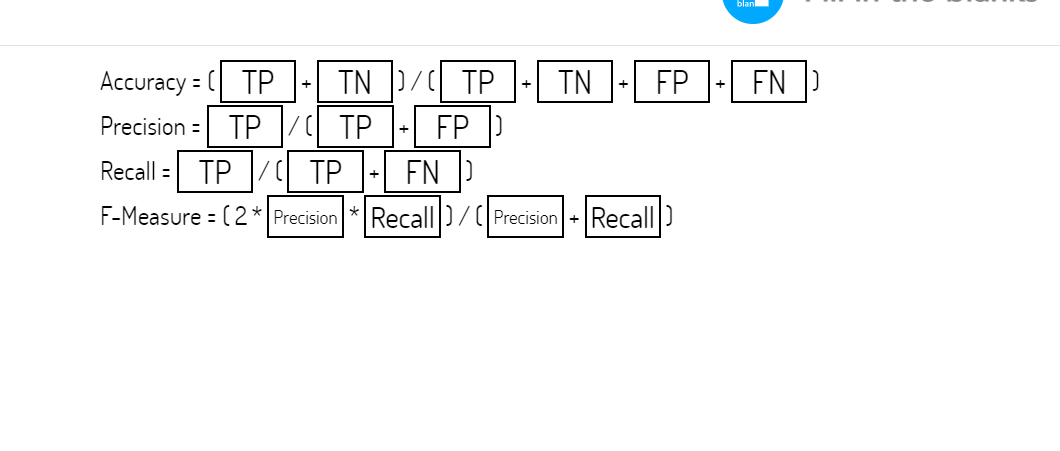 blan
Accuracy = ( TP + TN ) / ( TP + TN + FP + FN )
Precision = TP / ( TP + FP )
Recall = TP / ( TP + FN )
F-Measure = ( 2 * Precision * Recall ) / ( Precision + Recall )